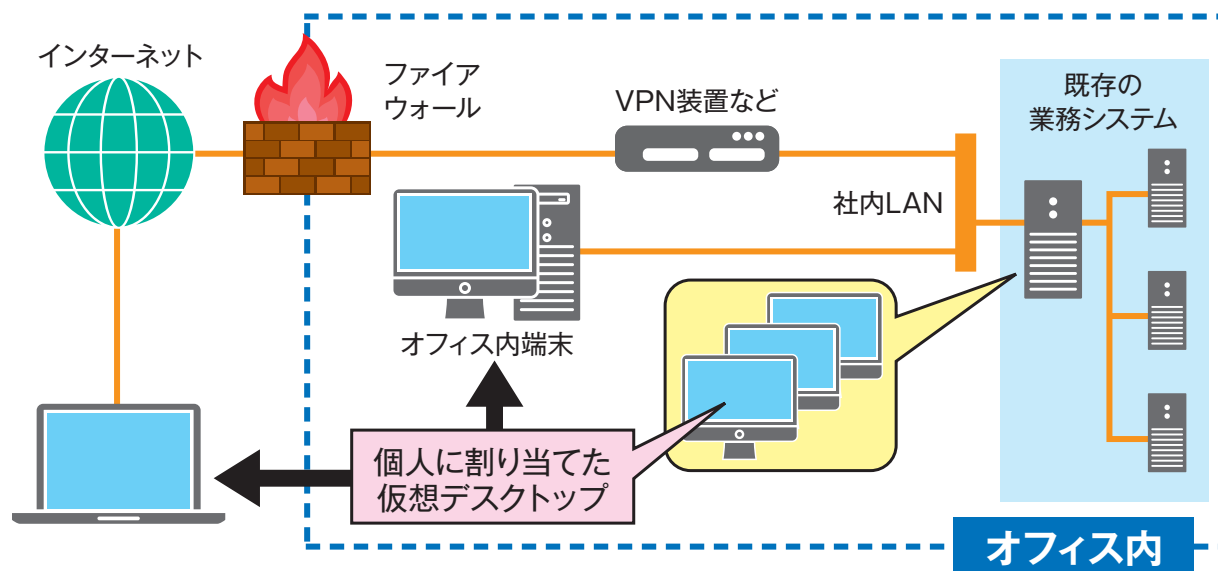 インターネット
ファイア
ウォール
VPN装置など
既存の
業務システム
社内LAN
オフィス内端末
個人に割り当てた
仮想デスクトップ
オフィス内